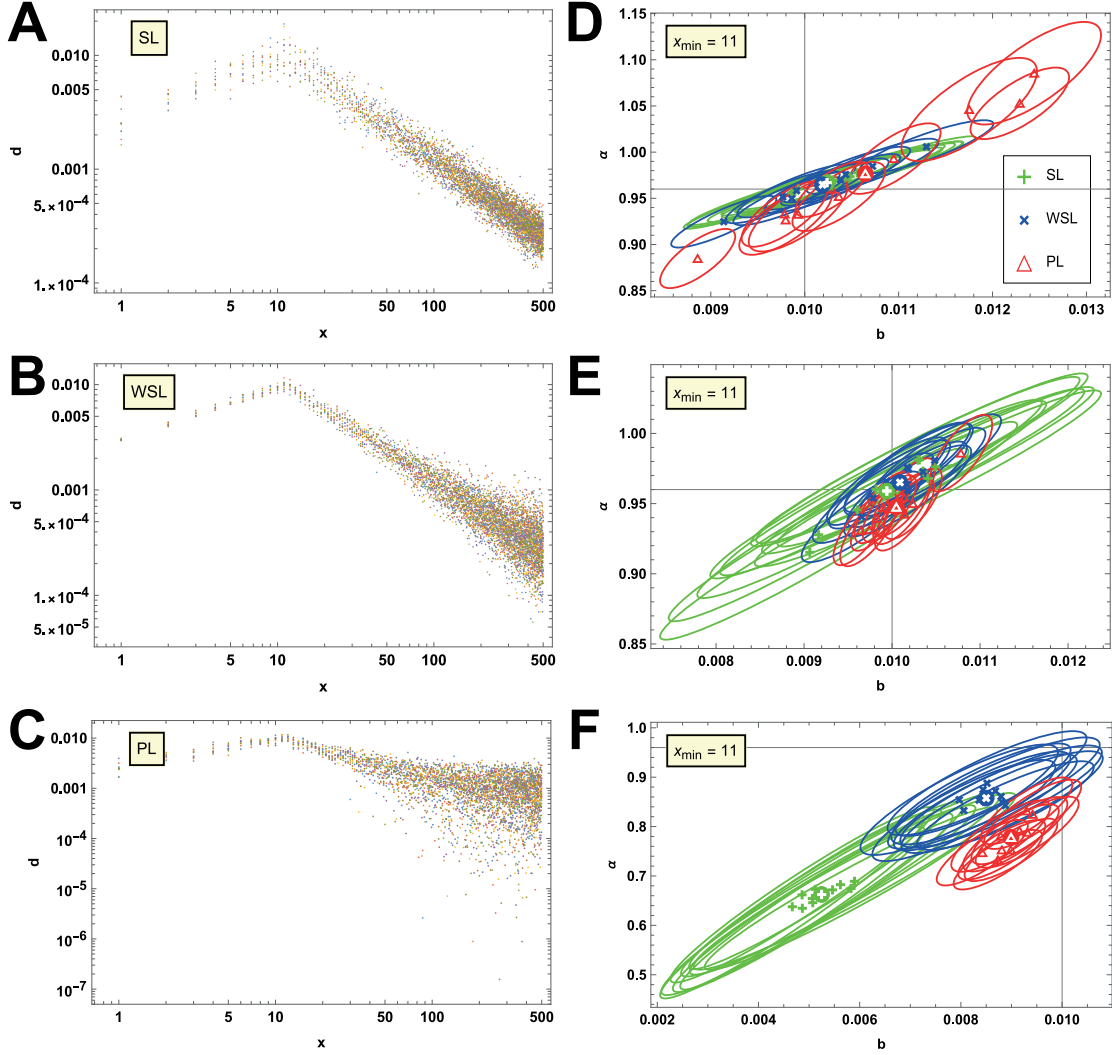 A
SL
0.010
0.005
0.001
5.×10⁻⁴
1.×10⁻⁴
d
1 5 10 50 100 500
x
D
xmin = 11
1.15
1.10
1.05
1.00
0.95
0.90
0.85
α
SL
WSL
PL
0.009 0.010 0.011 0.012 0.013
b
B
WSL
0.010
0.005
0.001
5.×10⁻⁴
1.×10⁻⁴
5.×10⁻⁵
d
1 5 10 50 100 500
x
E
xmin = 11
1.00
0.95
0.90
0.85
α
0.008 0.009 0.010 0.011 0.012
b
C
PL
0.010
0.001
10⁻⁴
10⁻⁵
10⁻⁶
10⁻⁷
d
1 5 10 50 100 500
x
F
xmin = 11
1.0
0.9
0.8
0.7
0.6
0.5
α
0.002 0.004 0.006 0.008 0.010
b